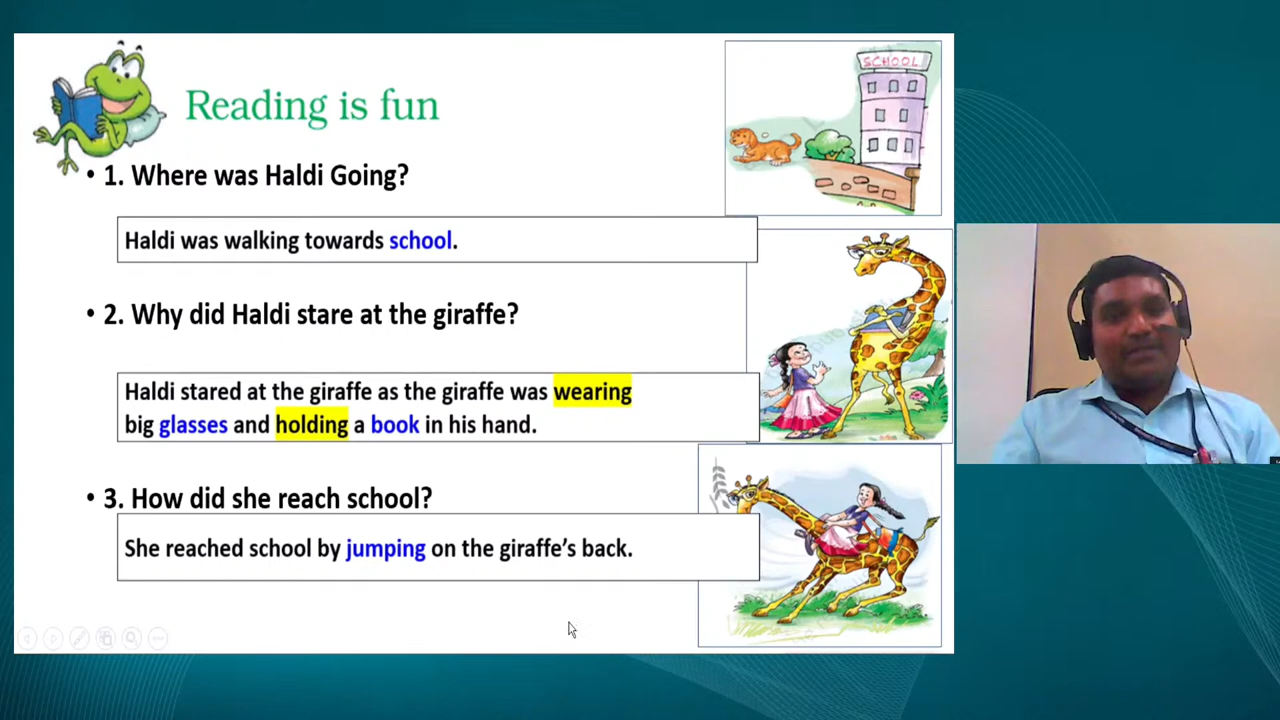 Reading is fun
SCHOOL
• 1. Where was Haldi Going?
Haldi was walking towards school.
• 2. Why did Haldi stare at the giraffe?
Haldi stared at the giraffe as the giraffe was wearing
big glasses and holding a book in his hand.
• 3. How did she reach school?
She reached school by jumping on the giraffe's back.